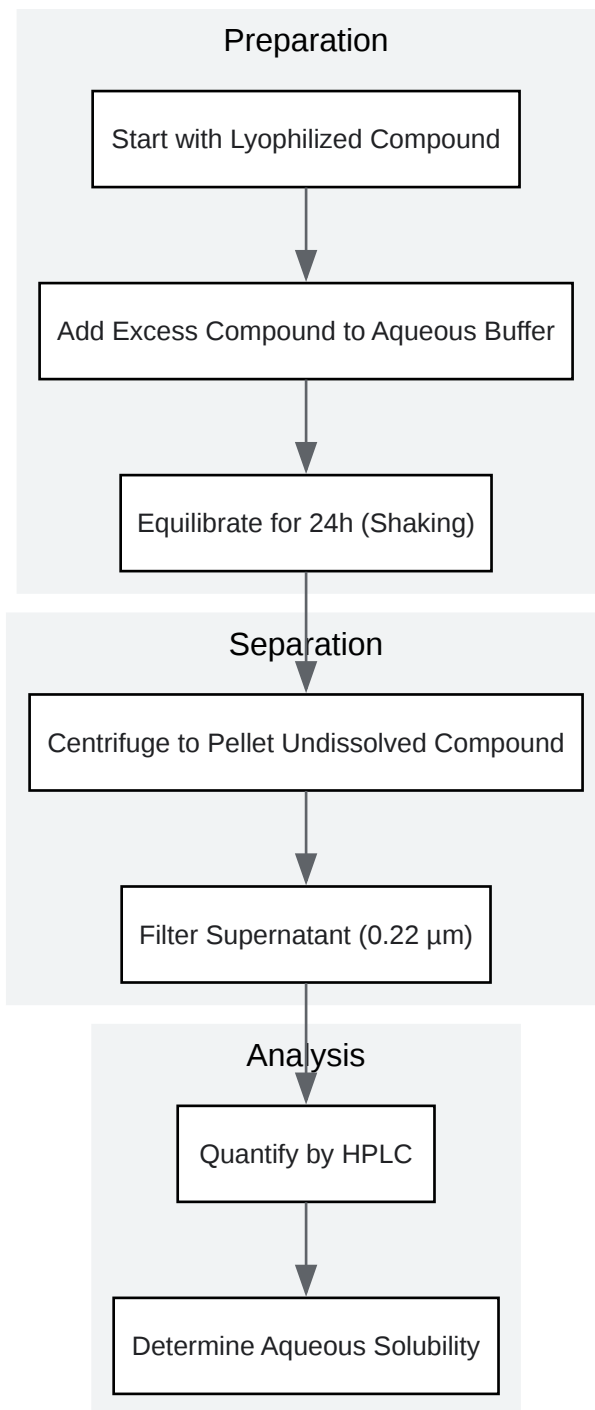 Preparation
Start with Lyophilized Compound
Add Excess Compound to Aqueous Buffer
Equilibrate for 24h (Shaking)
Separation
Centrifuge to Pellet Undissolved Compound
Filter Supernatant (0.22 µm)
Analysis
Quantify by HPLC
Determine Aqueous Solubility